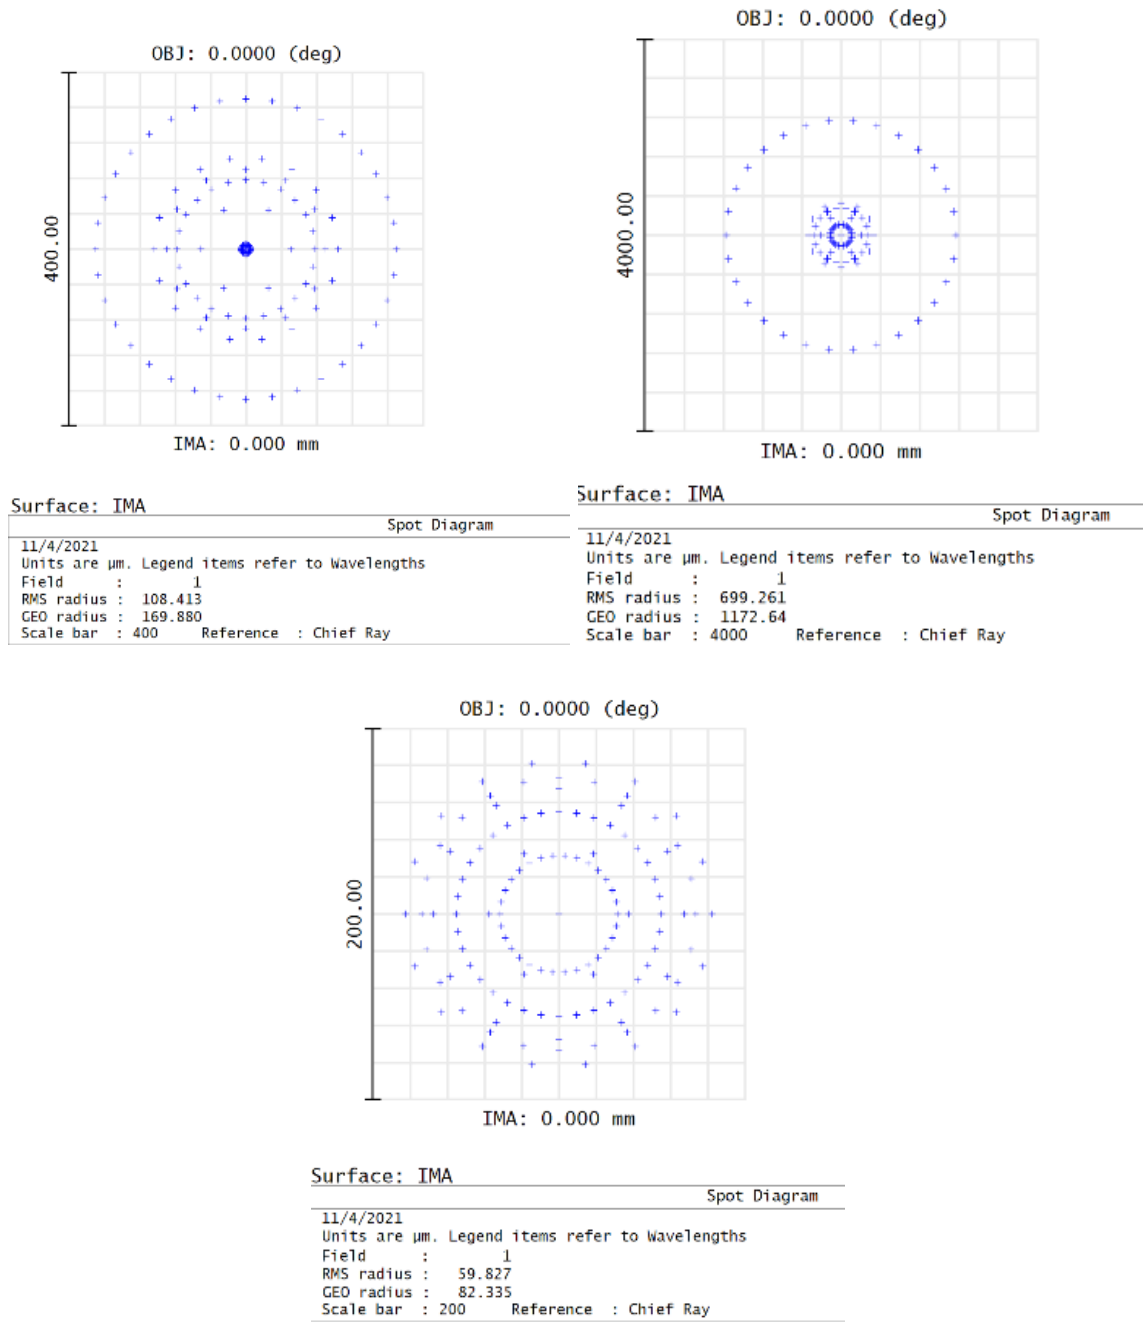 OBJ: 0.0000 (deg)
400.00
IMA: 0.000 mm
Surface: IMA
Spot Diagram
11/4/2021
Units are µm. Legend items refer to Wavelengths
Field : 1
RMS radius : 108.413
GEO radius : 169.880
Scale bar : 400 Reference : Chief Ray
OBJ: 0.0000 (deg)
4000.00
IMA: 0.000 mm
Surface: IMA
Spot Diagram
11/4/2021
Units are µm. Legend items refer to Wavelengths
Field : 1
RMS radius : 699.261
GEO radius : 1172.64
Scale bar : 4000 Reference : Chief Ray
OBJ: 0.0000 (deg)
200.00
IMA: 0.000 mm
Surface: IMA
Spot Diagram
11/4/2021
Units are µm. Legend items refer to Wavelengths
Field : 1
RMS radius : 59.827
GEO radius : 82.335
Scale bar : 200 Reference : Chief Ray